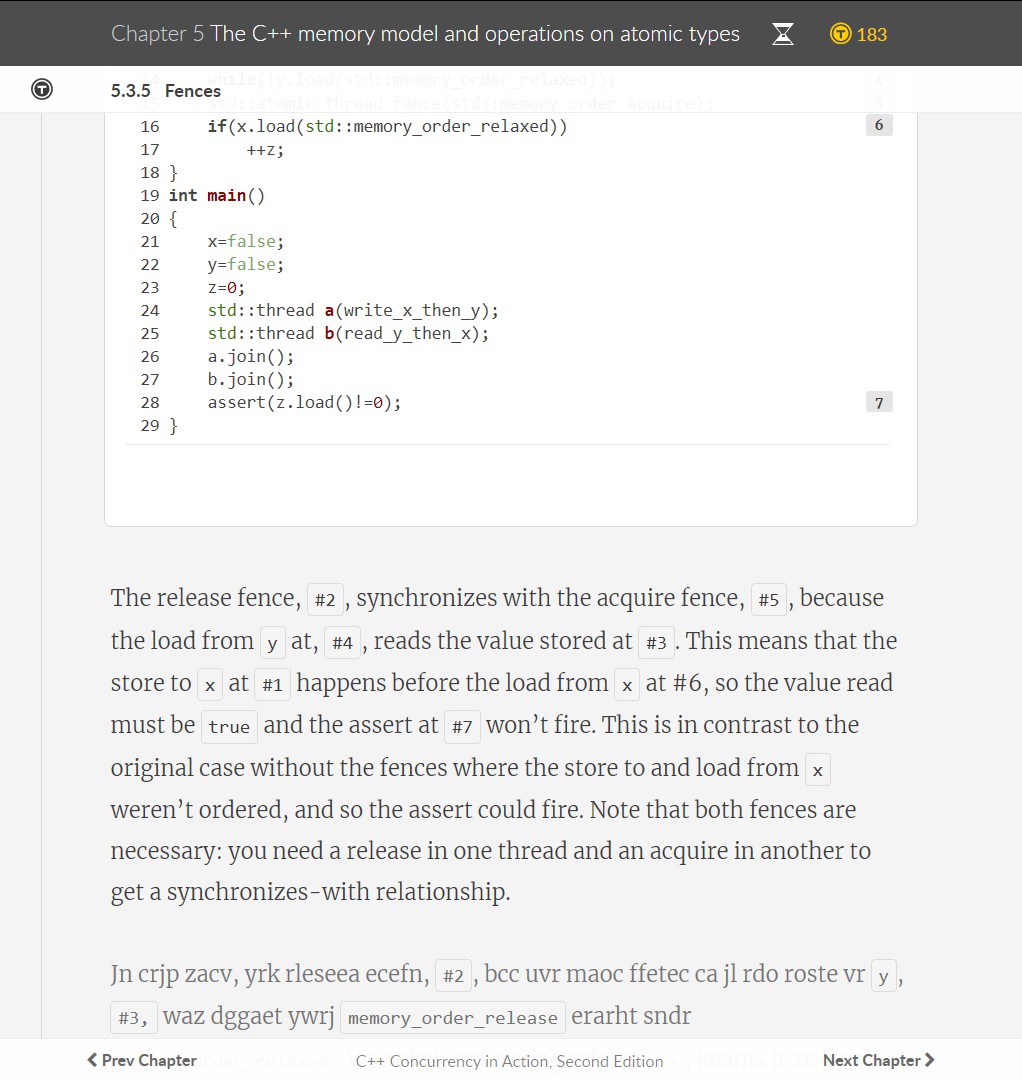 Chapter 5 The C++ memory model and operations on atomic types 183
14 while(!y.load(std::memory_order_relaxed)); 4
5.3.5 Fences
15 std::atomic_thread_fence(std::memory_order_acquire); 5
16 if(x.load(std::memory_order_relaxed)) 6
17 ++z;
18 }
19 int main()
20 {
21 x=false;
22 y=false;
23 z=0;
24 std::thread a(write_x_then_y);
25 std::thread b(read_y_then_x);
26 a.join();
27 b.join();
28 assert(z.load()!=0); 7
29 }
The release fence, #2, synchronizes with the acquire fence, #5, because
the load from y at, #4, reads the value stored at #3. This means that the
store to x at #1 happens before the load from x at #6, so the value read
must be true and the assert at #7 won’t fire. This is in contrast to the
original case without the fences where the store to and load from x
weren’t ordered, and so the assert could fire. Note that both fences are
necessary: you need a release in one thread and an acquire in another to
get a synchronizes-with relationship.
Jn crjp zacv, yrk rleseea ecefn, #2, bcc uvr maoc ffetec ca jl rdo roste vr y,
#3, waz dggaet ywrj memory_order_release erarht sndr
Prev Chapter C++ Concurrency in Action, Second Edition Next Chapter